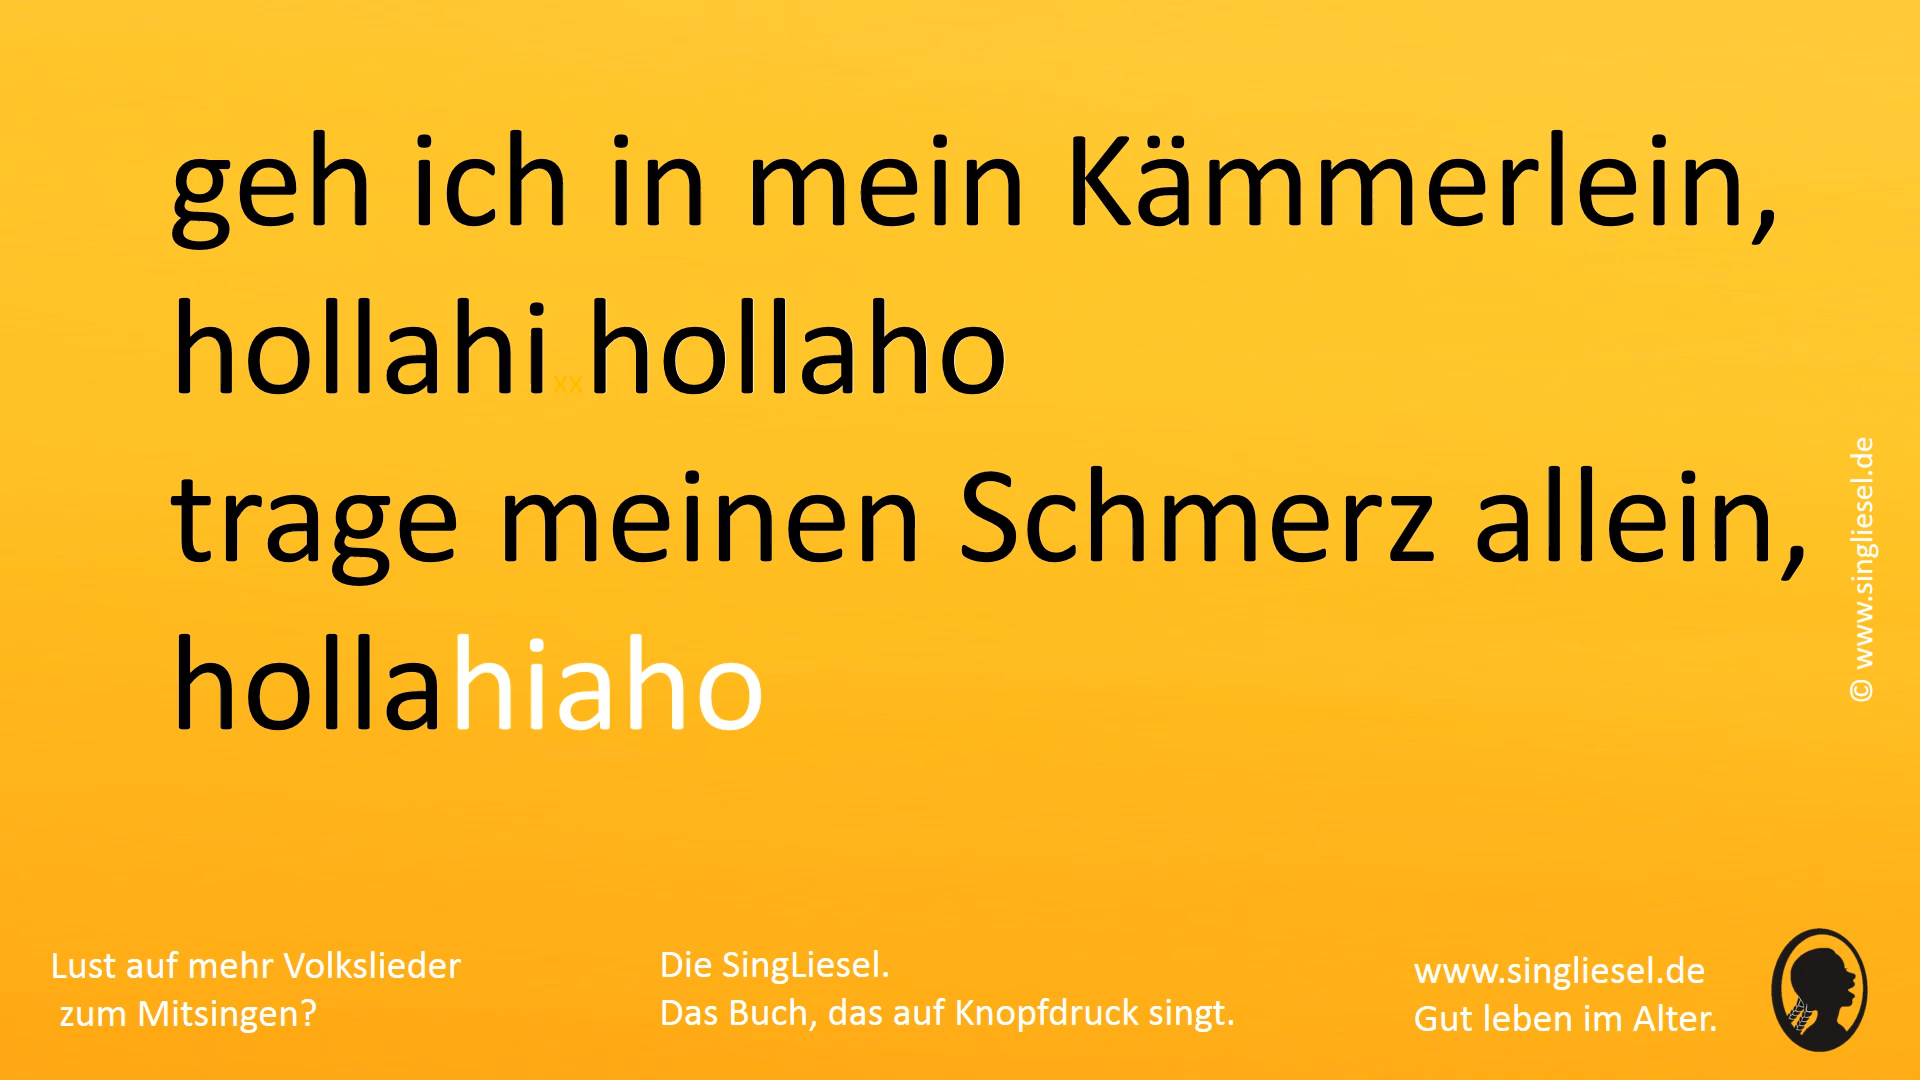 geh ich in mein Kämmerlein,
hollahi xx hollaho
trage meinen Schmerz allein,
hollahiaho
© www.singliesel.de
Lust auf mehr Volkslieder
zum Mitsingen?
Die SingLiesel.
Das Buch, das auf Knopfdruck singt.
www.singliesel.de
Gut leben im Alter.